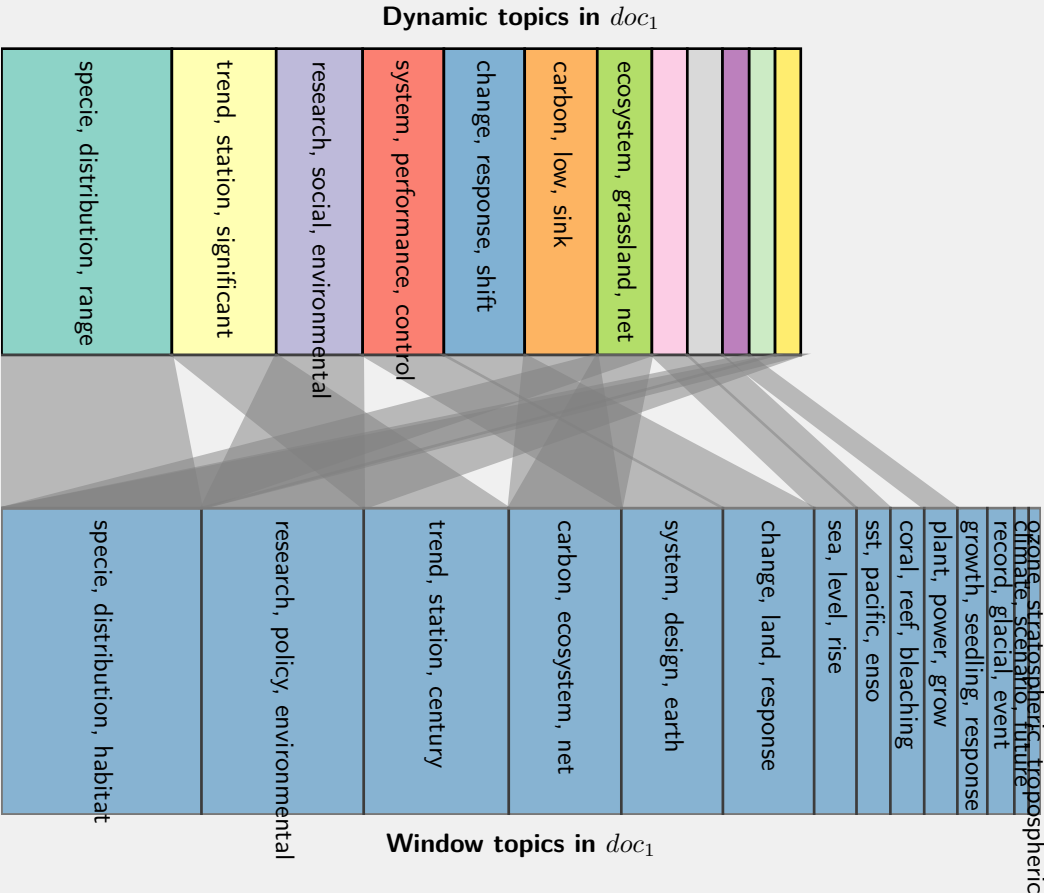 Dynamic topics in doc1
specie, distribution, range
trend, station, significant
research, social, environmental
system, performance, control
change, response, shift
carbon, low, sink
ecosystem, grassland, net
specie, distribution, habitat
research, policy, environmental
trend, station, century
carbon, ecosystem, net
system, design, earth
change, land, response
sea, level, rise
sst, pacific, enso
coral, reef, bleaching
plant, power, grow
growth, seedling, response
record, glacial, event
climate, scenario, future
ozone, stratospheric, tropospheric
Window topics in doc1